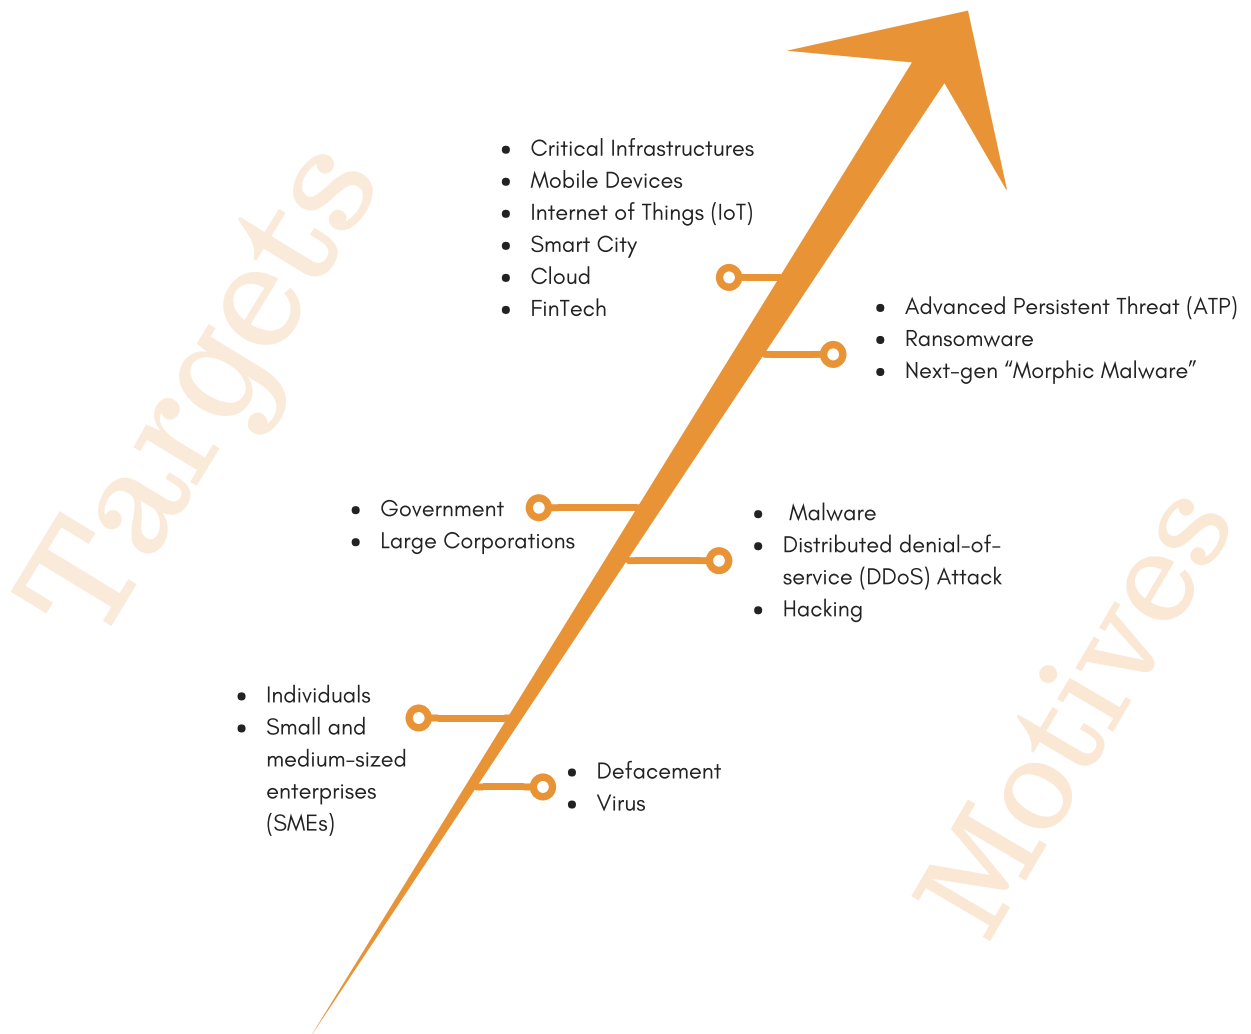 Targets
• Critical Infrastructures
• Mobile Devices
• Internet of Things (IoT)
• Smart City
• Cloud
• FinTech
• Advanced Persistent Threat (ATP)
• Ransomware
• Next-gen “Morphic Malware”
• Government
• Large Corporations
• Malware
• Distributed denial-of-
service (DDoS) Attack
• Hacking
• Individuals
• Small and
medium-sized
enterprises
(SMEs)
• Defacement
• Virus
Motives